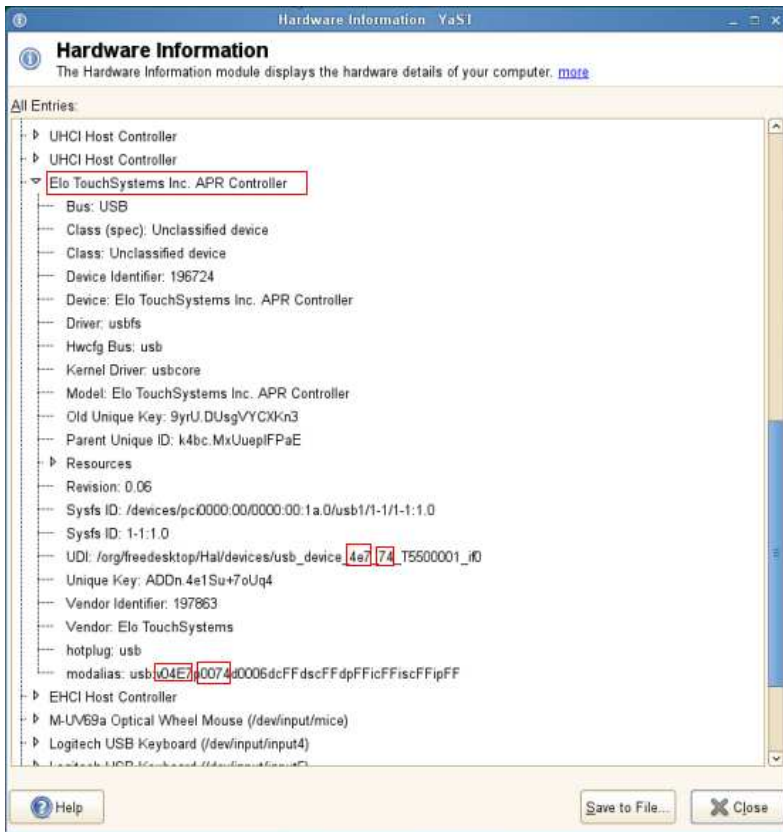 Hardware Information YaST
Hardware Information
The Hardware Information module displays the hardware details of your computer. more
All Entries:
UHCI Host Controller
UHCI Host Controller
Elo TouchSystems Inc. APR Controller
Bus: USB
Class (spec): Unclassified device
Class: Unclassified device
Device Identifier: 196724
Device: Elo TouchSystems Inc. APR Controller
Driver: usbfs
Hwcfg Bus: usb
Kernel Driver: usbcore
Model: Elo TouchSystems Inc. APR Controller
Old Unique Key: 9yrU.DUsgVYCXKn3
Parent Unique ID: k4bc.MxUueplFPaE
Resources
Revision: 0.06
Sysfs ID: /devices/pci0000:00/0000:00:1a.0/usb1/1-1/1-1:1.0
Sysfs ID: 1-1:1.0
UDI: /org/freedesktop/Hal/devices/usb_device_4e7_74_T5500001_if0
Unique Key: ADDn.4e1Su+7oUq4
Vendor Identifier: 197863
Vendor: Elo TouchSystems
hotplug: usb
modalias: usb:v04E7p0074d0006dcFFdscFFdpFFicFFiscFFipFF
EHCI Host Controller
M-UV69a Optical Wheel Mouse (/dev/input/mice)
Logitech USB Keyboard (/dev/input/input4)
Logitech USB Keyboard (/dev/input/input5)
Help
Save to File...
Close